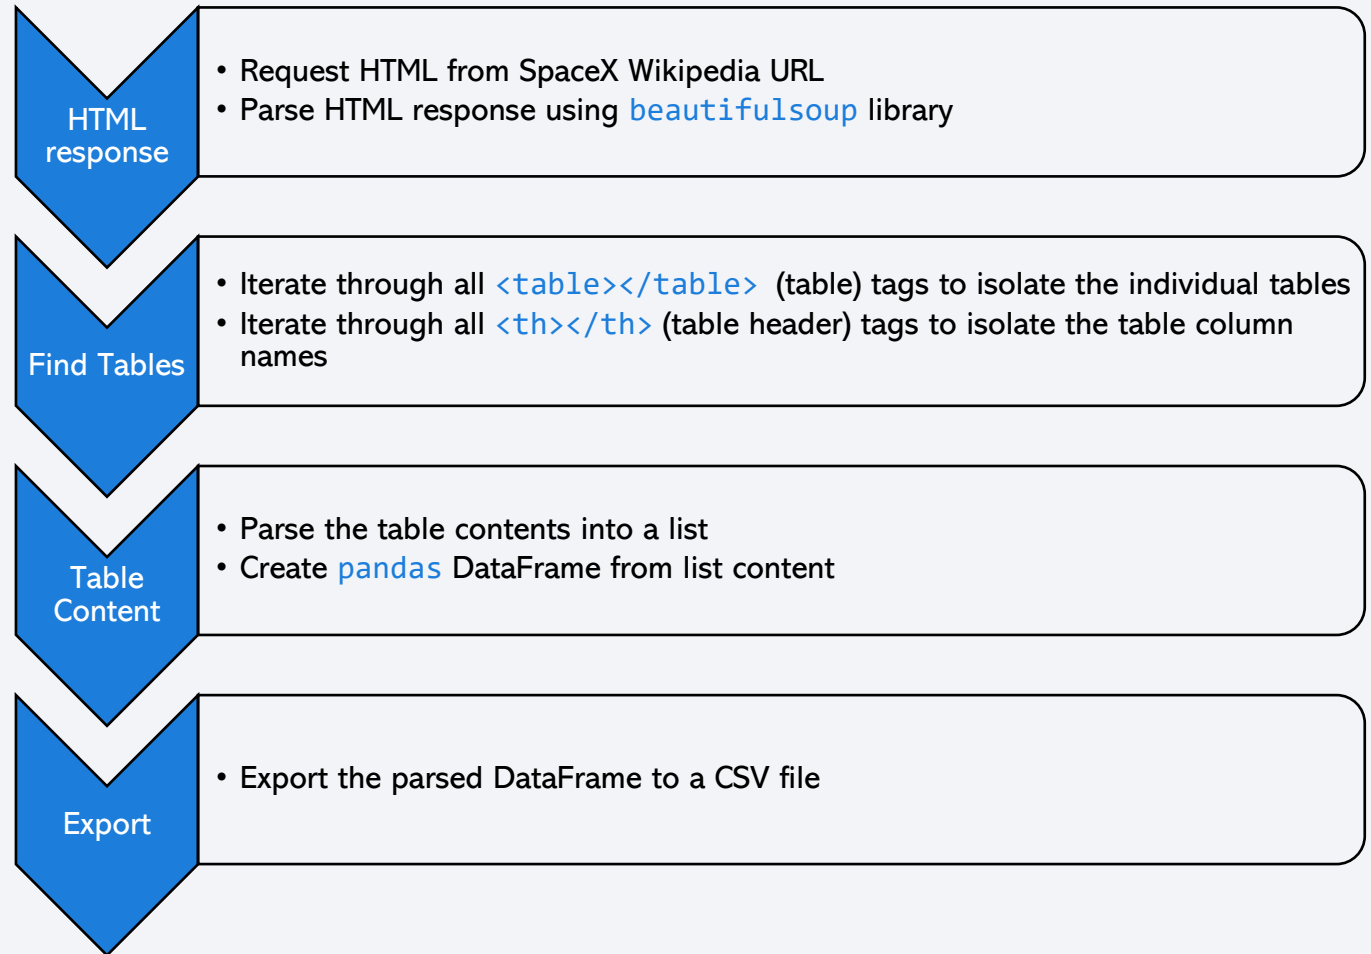 HTML
response
• Request HTML from SpaceX Wikipedia URL
• Parse HTML response using beautifulsoup library
Find Tables
• Iterate through all <table></table> (table) tags to isolate the individual tables
• Iterate through all <th></th> (table header) tags to isolate the table column
names
Table
Content
• Parse the table contents into a list
• Create pandas DataFrame from list content
Export
• Export the parsed DataFrame to a CSV file